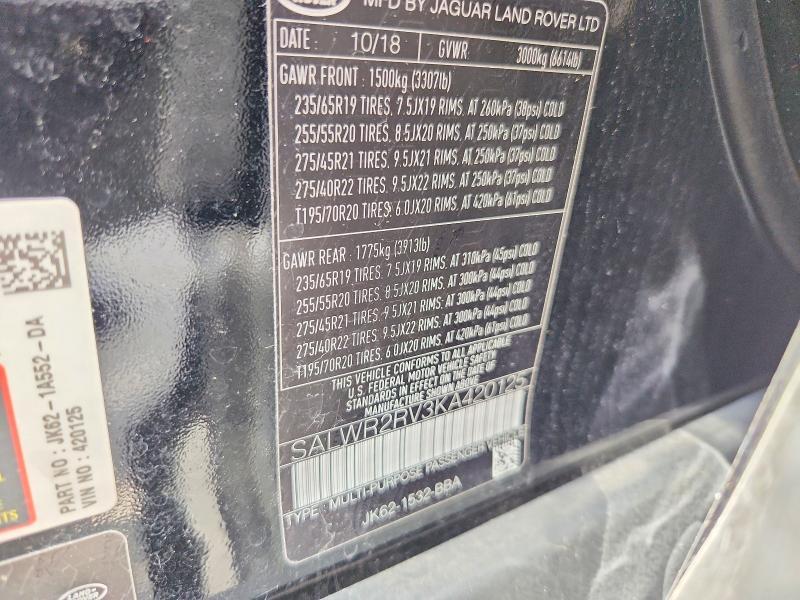 MFD BY JAGUAR LAND ROVER LTD
DATE : 10/18 GVWR 3000kg (6614lb)
GAWR FRONT : 1500kg (3307lb)
235/65R19 TIRES, 7.5JX19 RIMS, AT 260kPa (38psi) COLD
255/55R20 TIRES, 8.5JX20 RIMS, AT 250kPa (37psi) COLD
275/45R21 TIRES, 9.5JX21 RIMS, AT 250kPa (37psi) COLD
275/40R22 TIRES, 9.5JX22 RIMS, AT 250kPa (37psi) COLD
T195/70R20 TIRES, 6.0JX20 RIMS, AT 420kPa (61psi) COLD
GAWR REAR : 1775kg (3913lb)
235/65R19 TIRES, 7.5JX19 RIMS, AT 310kPa (45psi) COLD
255/55R20 TIRES, 8.5JX20 RIMS, AT 300kPa (44psi) COLD
275/45R21 TIRES, 9.5JX21 RIMS, AT 300kPa (44psi) COLD
275/40R22 TIRES, 9.5JX22 RIMS, AT 300kPa (44psi) COLD
T195/70R20 TIRES, 6.0JX20 RIMS, AT 420kPa (61psi) COLD
THIS VEHICLE CONFORMS TO ALL APPLICABLE
U.S. FEDERAL MOTOR VEHICLE SAFETY
STANDARDS IN EFFECT ON THE DATE OF
MANUFACTURE SHOWN ABOVE
SALWR2RV3KA420125
TYPE : MULTI-PURPOSE PASSENGER VEHICLE
JK62-1532-BBA
PART NO : JK62-1A552-DA
VIN NO : 420125
LAND-
ROVER